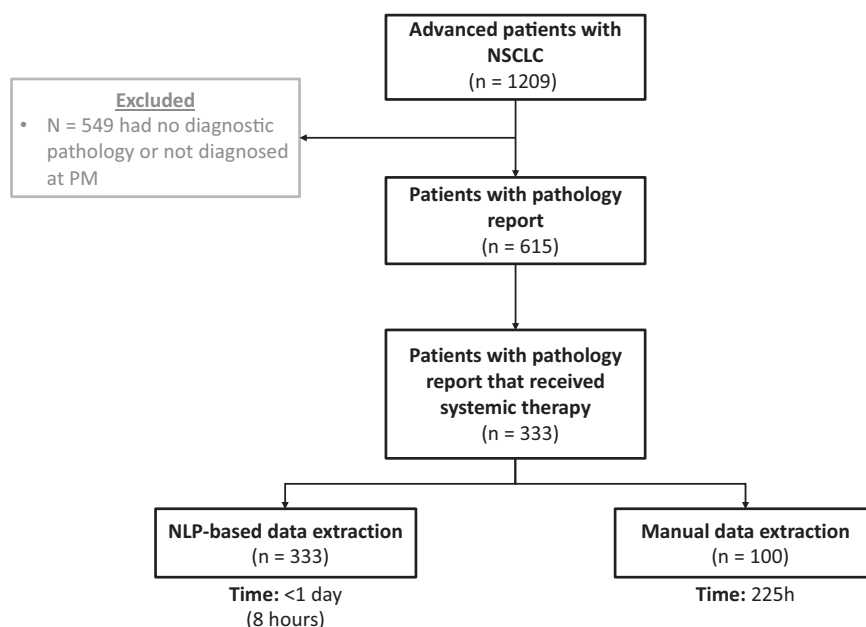 Advanced patients with
NSCLC
(n = 1209)
Excluded
• N = 549 had no diagnostic
pathology or not diagnosed
at PM
Patients with pathology
report
(n = 615)
Patients with pathology
report that received
systemic therapy
(n = 333)
NLP-based data extraction
(n = 333)
Time: <1 day
(8 hours)
Manual data extraction
(n = 100)
Time: 225h